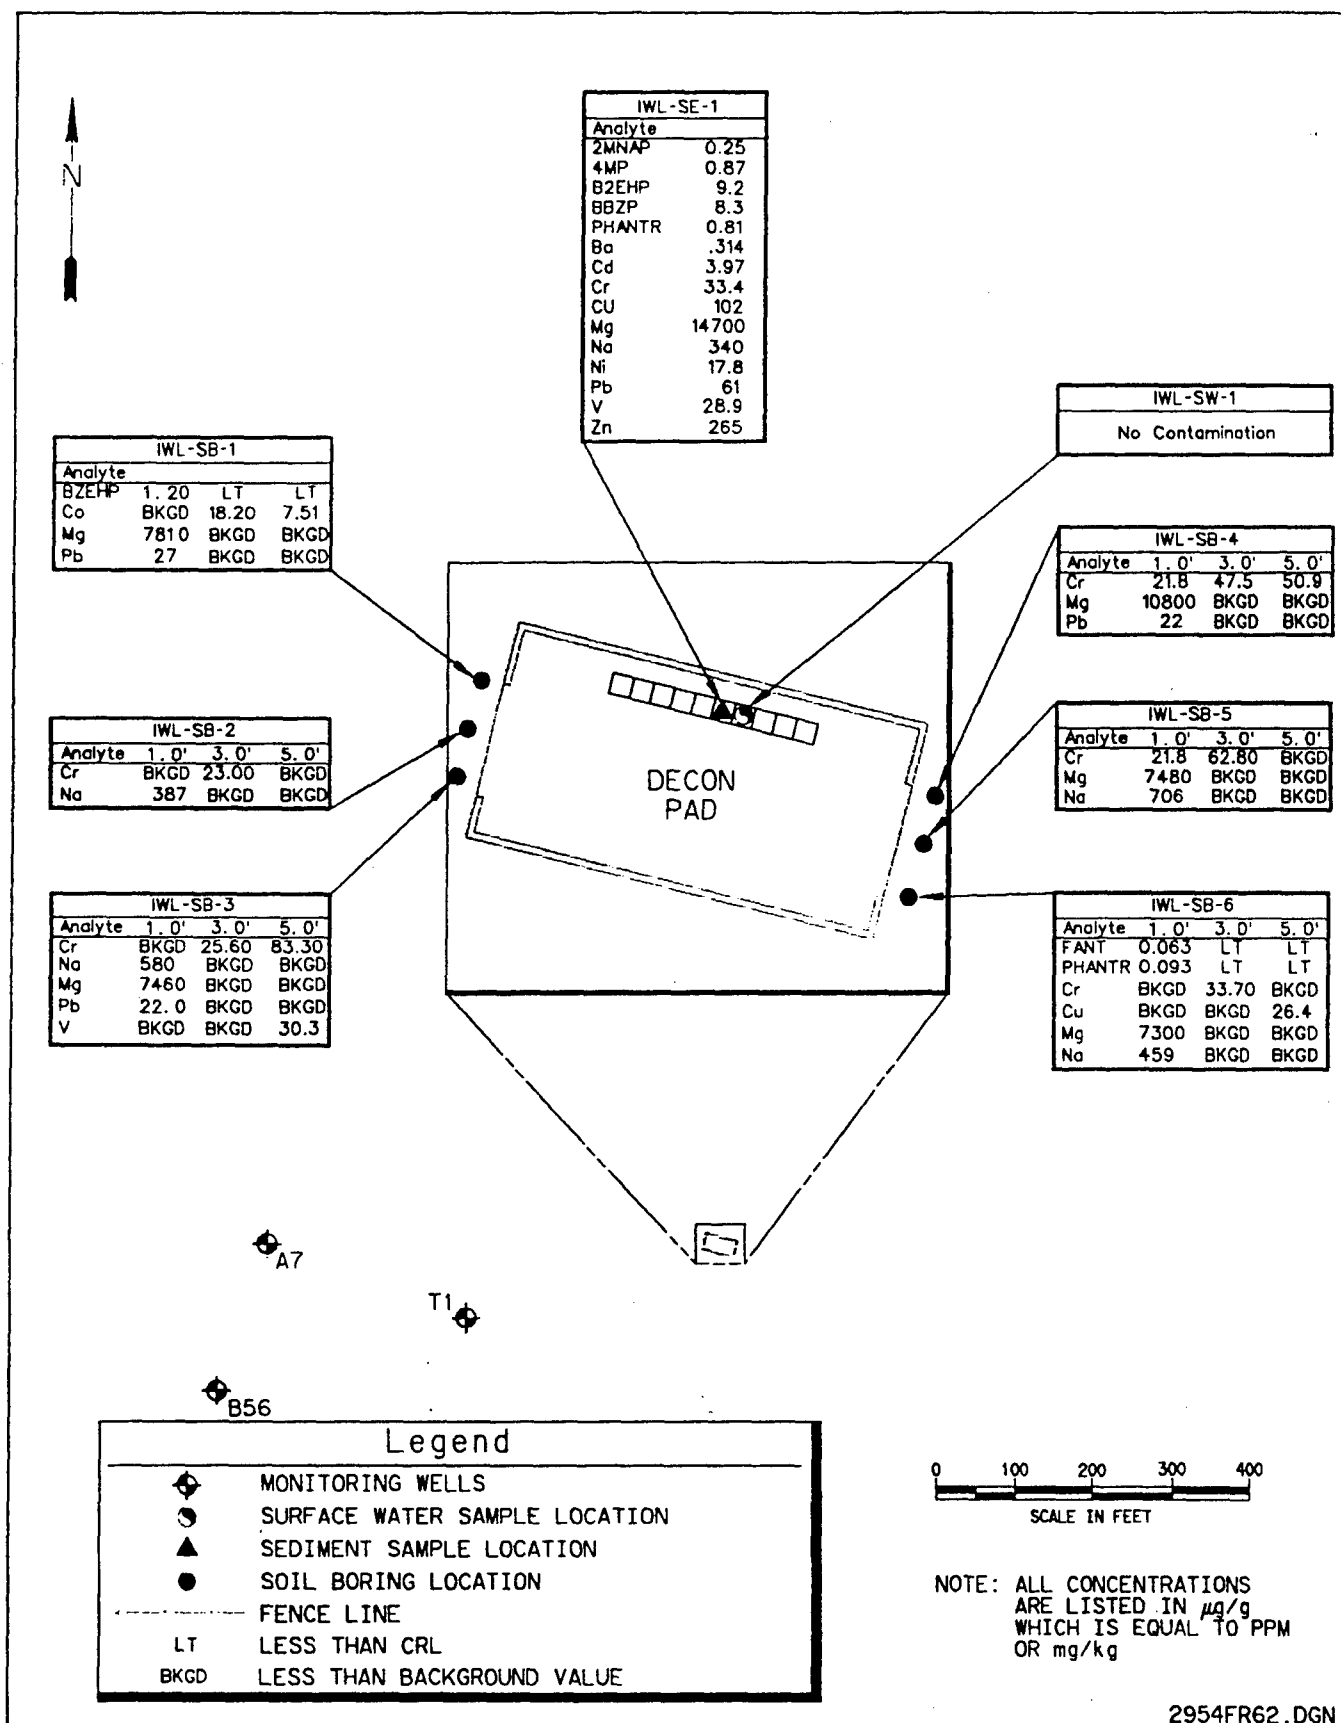 N
IWL-SE-1
Analyte
2MNAP 0.25
4MP 0.87
B2EHP 9.2
BBZP 8.3
PHANTR 0.81
Ba .314
Cd 3.97
Cr 33.4
CU 102
Mg 14700
Na 340
Ni 17.8
Pb 61
V 28.9
Zn 265
IWL-SW-1
No Contamination
IWL-SB-1
Analyte
BZEHP 1.20 LT LT
Co BKGD 18.20 7.51
Mg 7810 BKGD BKGD
Pb 27 BKGD BKGD
IWL-SB-4
Analyte 1.0' 3.0' 5.0'
Cr 21.8 47.5 50.9
Mg 10800 BKGD BKGD
Pb 22 BKGD BKGD
IWL-SB-2
Analyte 1.0' 3.0' 5.0'
Cr BKGD 23.00 BKGD
Na 387 BKGD BKGD
IWL-SB-5
Analyte 1.0' 3.0' 5.0'
Cr 21.8 62.80 BKGD
Mg 7480 BKGD BKGD
Na 706 BKGD BKGD
DECON
PAD
IWL-SB-3
Analyte 1.0' 3.0' 5.0'
Cr BKGD 25.60 83.30
Na 580 BKGD BKGD
Mg 7460 BKGD BKGD
Pb 22.0 BKGD BKGD
V BKGD BKGD 30.3
IWL-SB-6
Analyte 1.0' 3.0' 5.0'
FANT 0.063 LT LT
PHANTR 0.093 LT LT
Cr BKGD 33.70 BKGD
Cu BKGD BKGD 26.4
Mg 7300 BKGD BKGD
Na 459 BKGD BKGD
A7
T1
B56
Legend
MONITORING WELLS
SURFACE WATER SAMPLE LOCATION
SEDIMENT SAMPLE LOCATION
SOIL BORING LOCATION
FENCE LINE
LT LESS THAN CRL
BKGD LESS THAN BACKGROUND VALUE
0 100 200 300 400
SCALE IN FEET
NOTE: ALL CONCENTRATIONS
ARE LISTED IN µg/g
WHICH IS EQUAL TO PPM
OR mg/kg
2954FR62.DGN